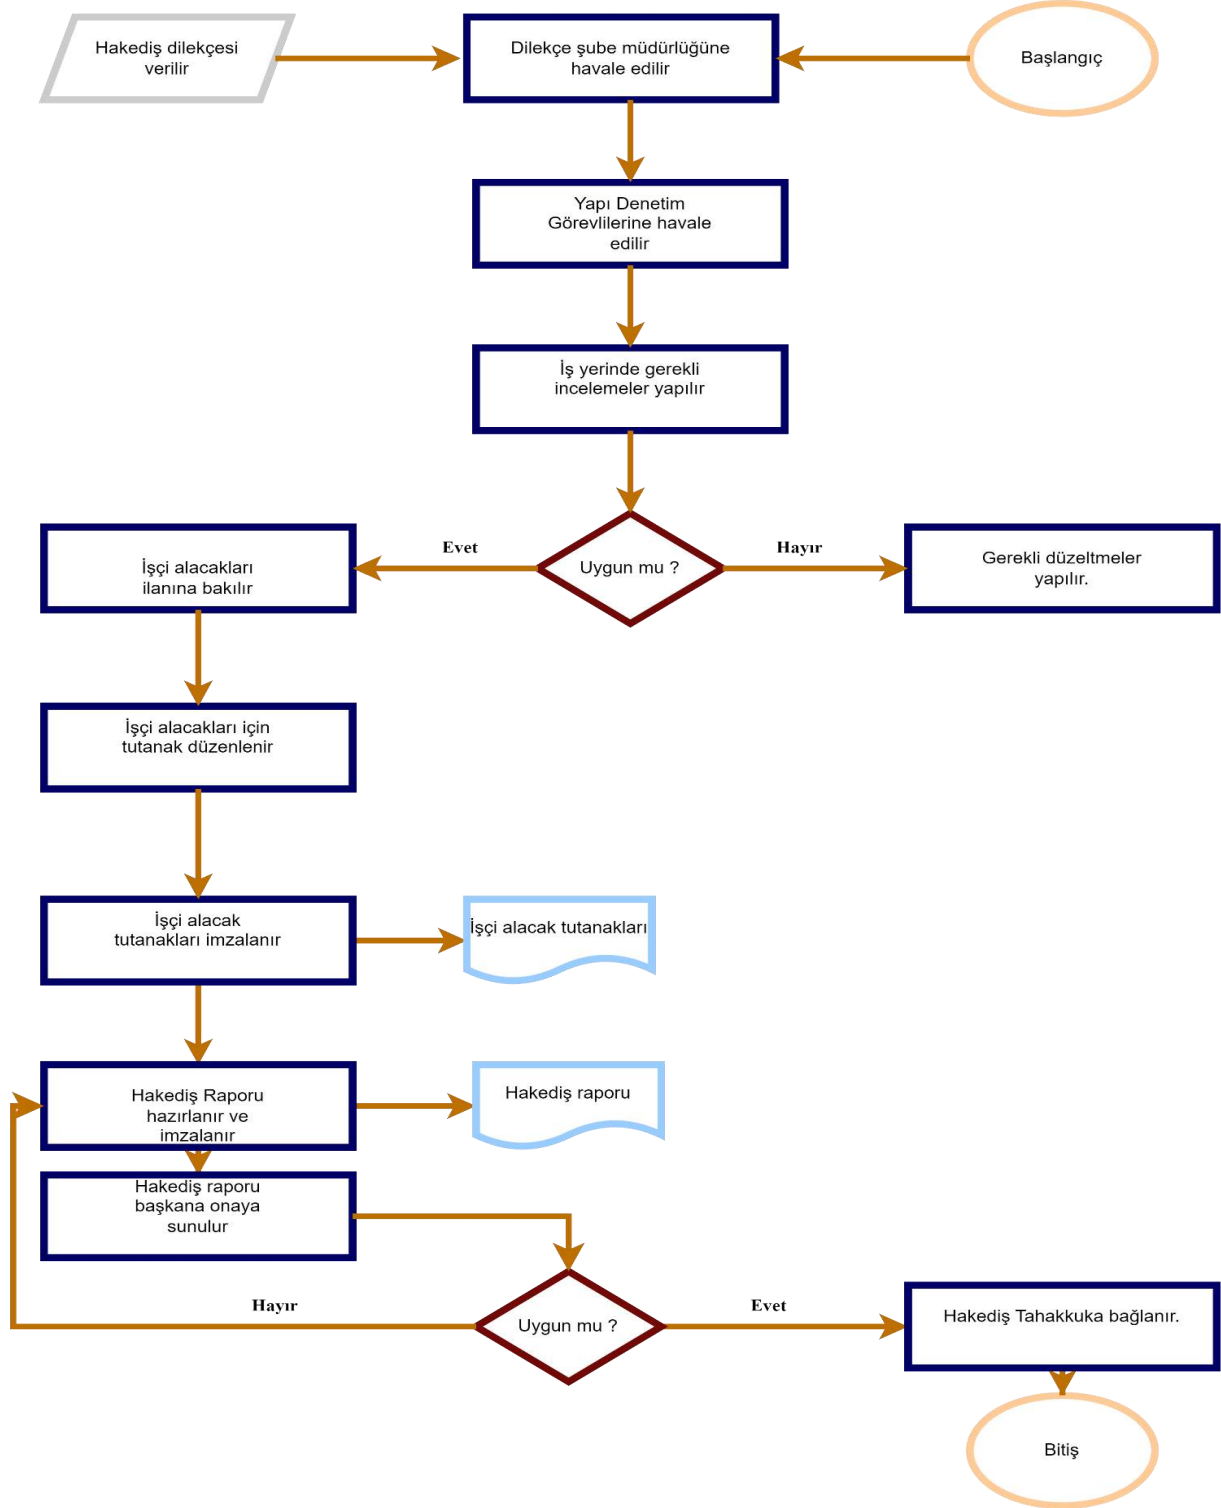 Hakediş dilekçesi
verilir
Dilekçe şube müdürlüğüne
havale edilir
Başlangıç
Yapı Denetim
Görevlilerine havale
edilir
İş yerinde gerekli
incelemeler yapılır
Evet
Uygun mu ?
Hayır
İşçi alacakları
ilanına bakılır
Gerekli düzeltmeler
yapılır.
İşçi alacakları için
tutanak düzenlenir
İşçi alacak
tutanakları imzalanır
İşçi alacak tutanakları
Hakediş Raporu
hazırlanır ve
imzalanır
Hakediş raporu
Hakediş raporu
başkana onaya
sunulur
Hayır
Uygun mu ?
Evet
Hakediş Tahakkuka bağlanır.
Bitiş